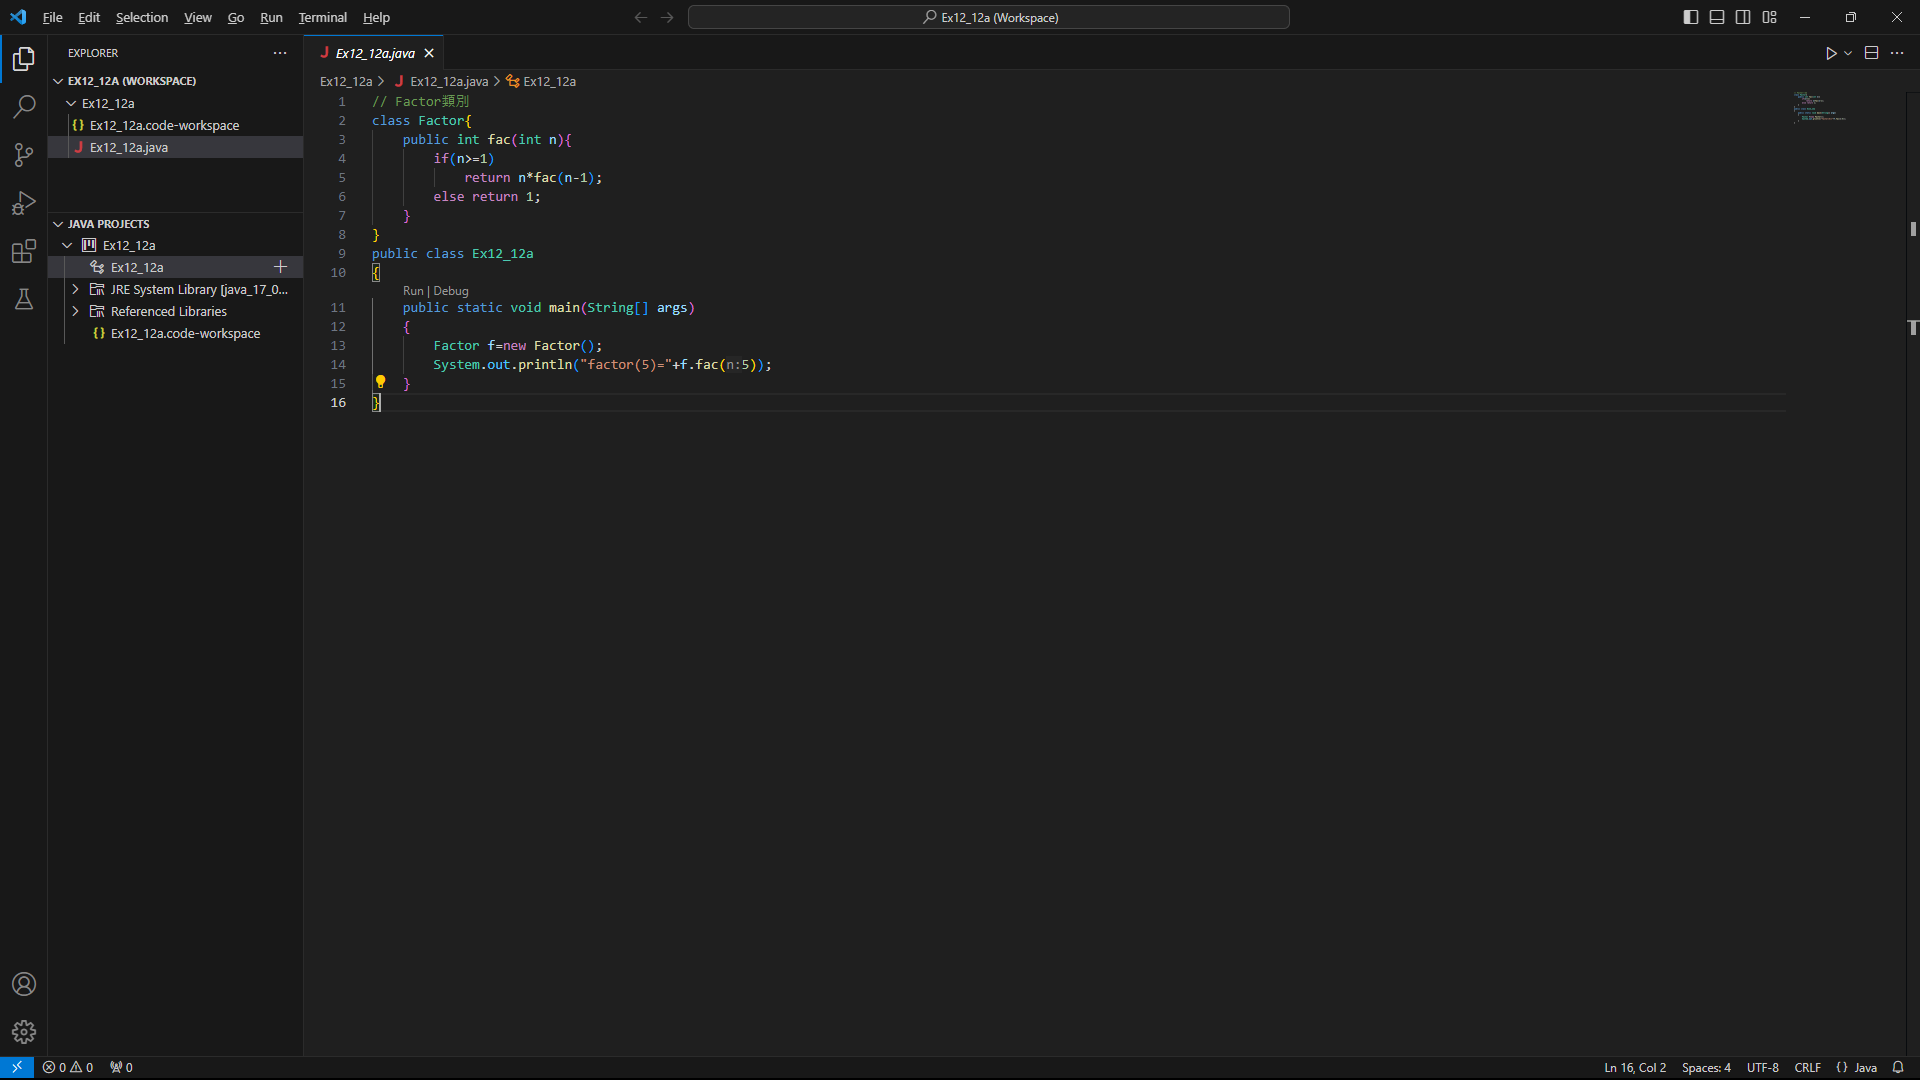 File Edit Selection View Go Run Terminal Help
Ex12_12a (Workspace)
EXPLORER
EX12_12A (WORKSPACE)
Ex12_12a
Ex12_12a.code-workspace
Ex12_12a.java
JAVA PROJECTS
Ex12_12a
Ex12_12a
JRE System Library [java_17_0...
Referenced Libraries
Ex12_12a.code-workspace
Ex12_12a.java
Ex12_12a > Ex12_12a.java > Ex12_12a
1 // Factor類別
2 class Factor{
3     public int fac(int n){
4         if(n>=1)
5             return n*fac(n-1);
6         else return 1;
7     }
8 }
9 public class Ex12_12a
10 {
Run | Debug
11     public static void main(String[] args)
12     {
13         Factor f=new Factor();
14         System.out.println("factor(5)="+f.fac(n:5));
15     }
16 }
0 0 0
Ln 16, Col 2 Spaces: 4 UTF-8 CRLF {} Java